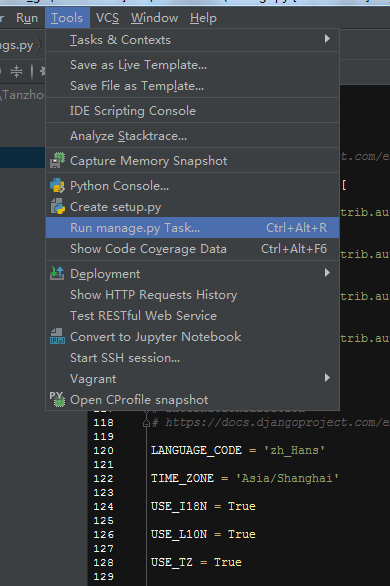 Run Tools VCS Window Help
ngs.py
\Tanzho
Tasks & Contexts
Save as Live Template...
Save File as Template...
IDE Scripting Console
Analyze Stacktrace...
ect.com/e
Capture Memory Snapshot
Python Console...
[
Create setup.py
trib.au
Run manage.py Task... Ctrl+Alt+R
Show Code Coverage Data Ctrl+Alt+F6
trib.au
Deployment
Show HTTP Requests History
trib.au
Test RESTful Web Service
Convert to Jupyter Notebook
trib.au
Start SSH session...
Vagrant
Open CProfile snapshot
118 # https://docs.djangoproject.com/e
119
120 LANGUAGE_CODE = 'zh_Hans'
121
122 TIME_ZONE = 'Asia/Shanghai'
123
124 USE_I18N = True
125
126 USE_L10N = True
127
128 USE_TZ = True
129